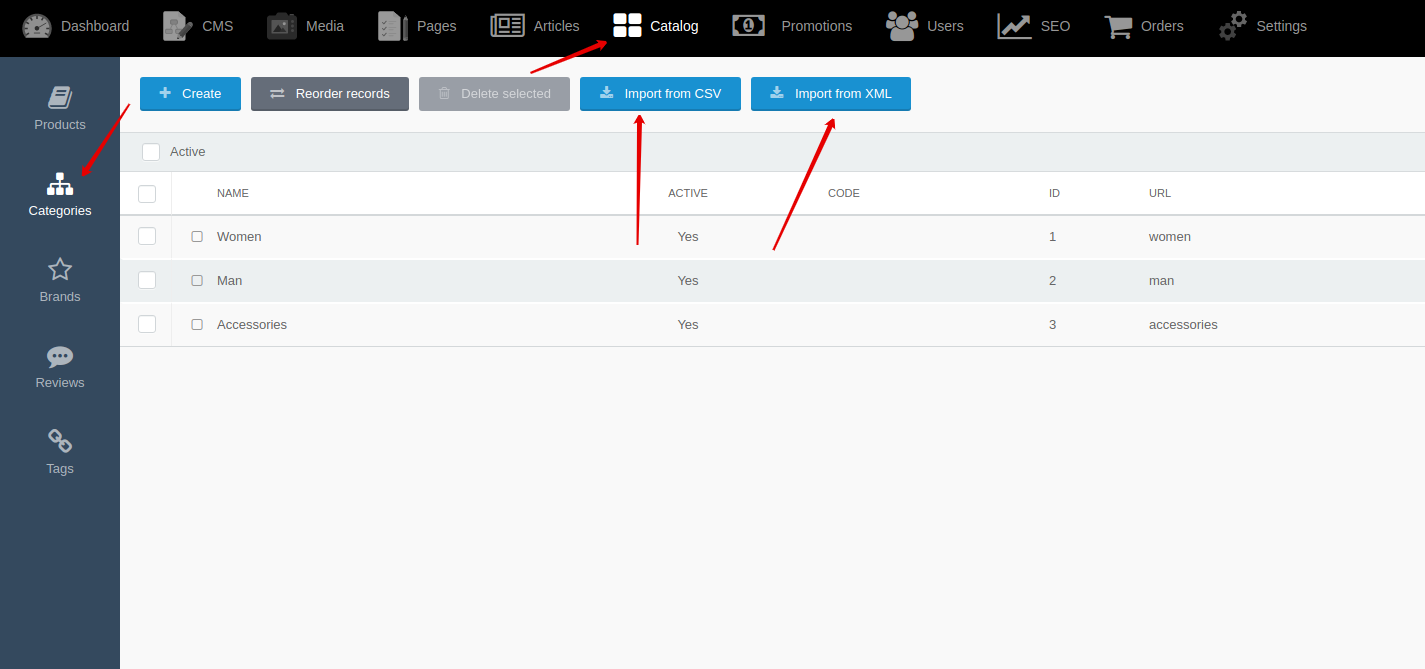 Dashboard CMS Media Pages Articles Catalog Promotions Users SEO Orders Settings
Products
Categories
Brands
Reviews
Tags
Create Reorder records Delete selected Import from CSV Import from XML
Active
NAME ACTIVE CODE ID URL
Women Yes 1 women
Man Yes 2 man
Accessories Yes 3 accessories